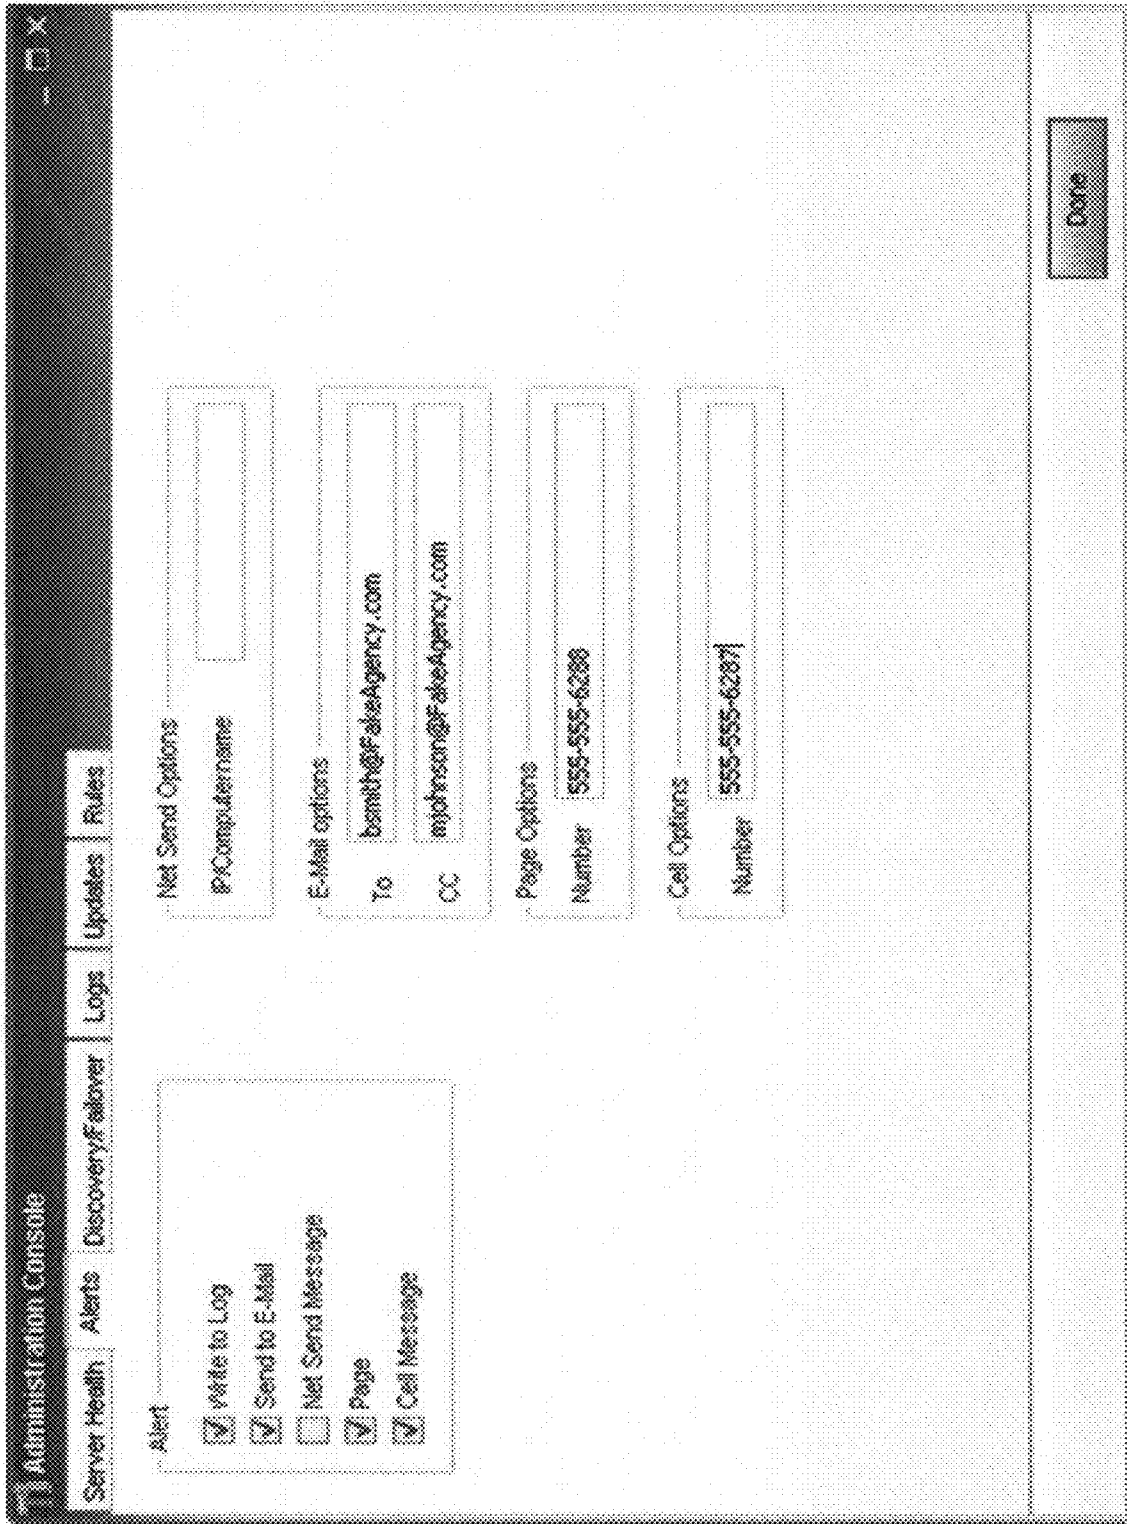 Administration Console
Server Health Alerts Discovery/Failover Logs Updates Rules
Alert
Write to Log
Send to E-Mail
Net Send Message
Page
Cell Message
Net Send Options
IP/Computername
E-Mail options
To bsmith@FakeAgency.com
CC mjohnson@FakeAgency.com
Page Options
Number 555-555-6288
Cell Options
Number 555-555-6287
Done